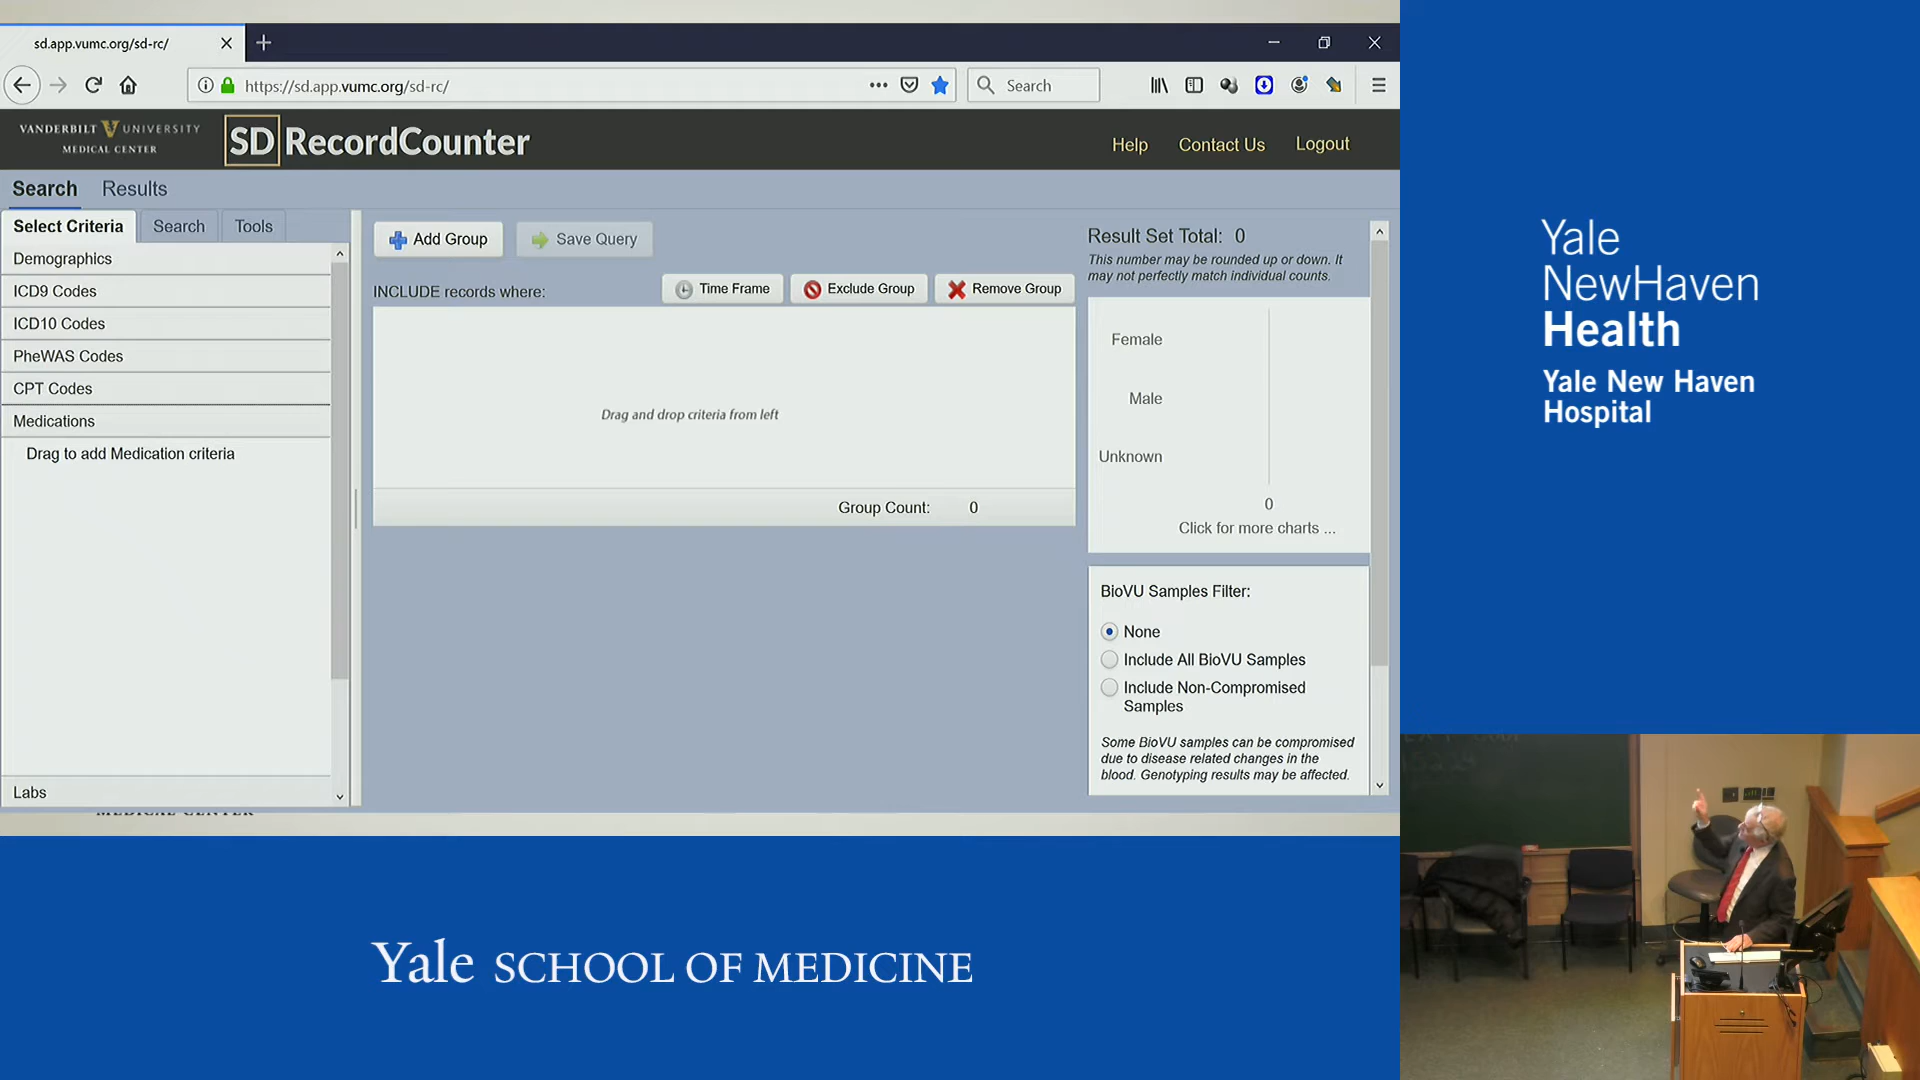 sd.app.vumc.org/sd-rc/
https://sd.app.vumc.org/sd-rc/
Search
VANDERBILT V UNIVERSITY
MEDICAL CENTER
SD RecordCounter
Help Contact Us Logout
Search Results
Select Criteria Search Tools
Demographics
ICD9 Codes
ICD10 Codes
PheWAS Codes
CPT Codes
Medications
Drag to add Medication criteria
Labs
Add Group Save Query
INCLUDE records where: Time Frame Exclude Group Remove Group
Drag and drop criteria from left
Group Count: 0
Result Set Total: 0
This number may be rounded up or down. It
may not perfectly match individual counts.
Female
Male
Unknown
0
Click for more charts ...
BioVU Samples Filter:
None
Include All BioVU Samples
Include Non-Compromised
Samples
Some BioVU samples can be compromised
due to disease related changes in the
blood. Genotyping results may be affected.
MEDICAL CENTER
Yale
NewHaven
Health
Yale New Haven
Hospital
Yale SCHOOL OF MEDICINE